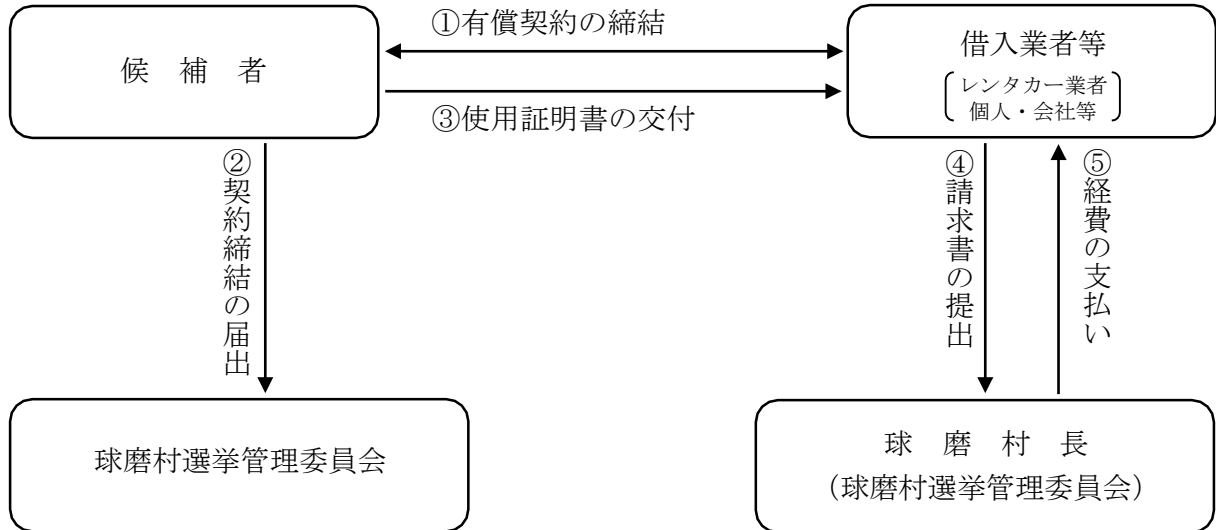 ①有償契約の締結
候　補　者
借入業者等
レンタカー業者
個人・会社等
③使用証明書の交付
②契約締結の届出
④請求書の提出
⑤経費の支払い
球磨村選挙管理委員会
球　磨　村　長
（球磨村選挙管理委員会）